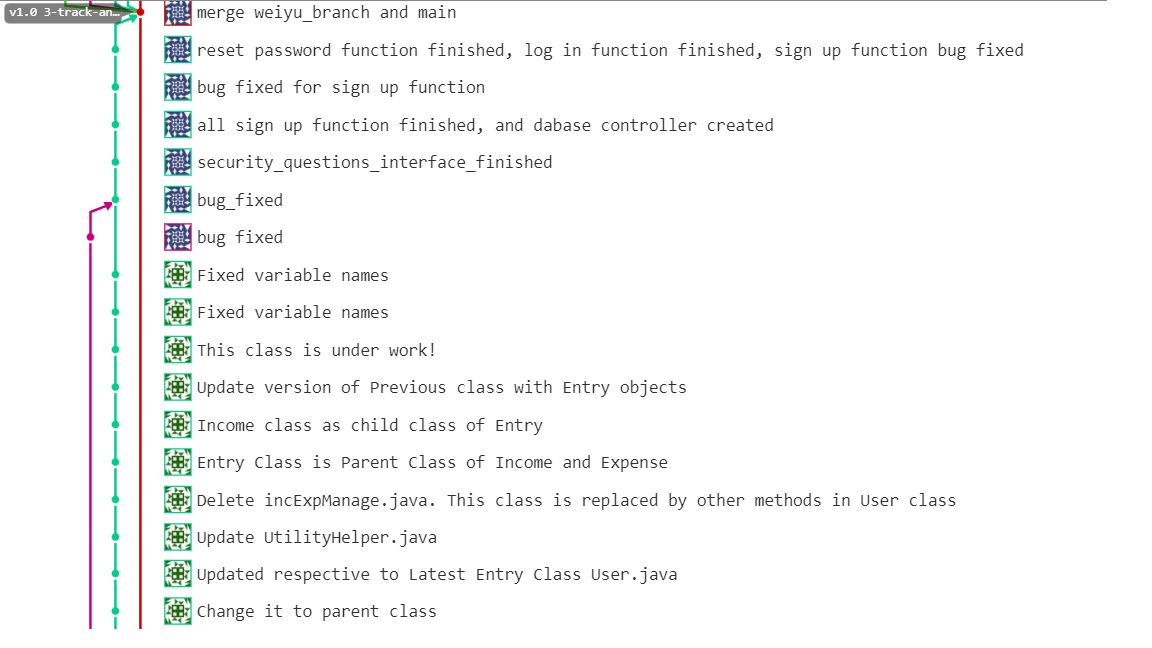 v1.0 3-track-an...
merge weiyu_branch and main
reset password function finished, log in function finished, sign up function bug fixed
bug fixed for sign up function
all sign up function finished, and dabase controller created
security_questions_interface_finished
bug_fixed
bug fixed
Fixed variable names
Fixed variable names
This class is under work!
Update version of Previous class with Entry objects
Income class as child class of Entry
Entry Class is Parent Class of Income and Expense
Delete incExpManage.java. This class is replaced by other methods in User class
Update UtilityHelper.java
Updated respective to Latest Entry Class User.java
Change it to parent class